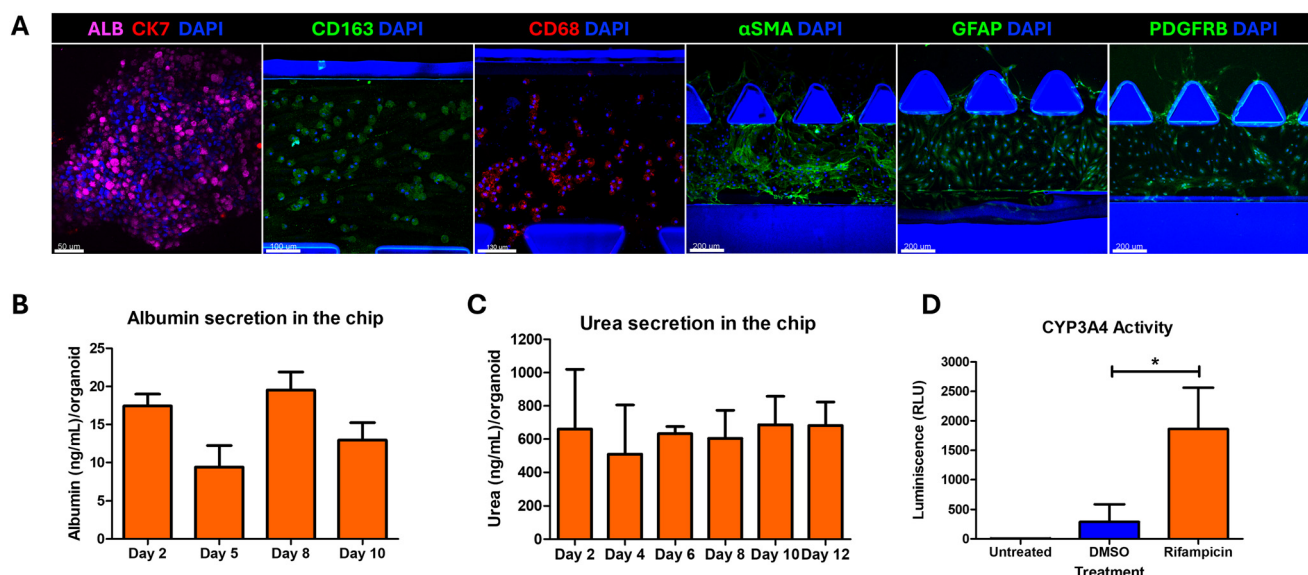 A
ALB CK7 DAPI
CD163 DAPI
CD68 DAPI
αSMA DAPI
GFAP DAPI
PDGFRB DAPI
50 um
100 um
130 um
200 um
200 um
200 um
B
Albumin secretion in the chip
Albumin (ng/mL)/organoid
25
20
15
10
5
0
Day 2 Day 5 Day 8 Day 10
C
Urea secretion in the chip
Urea (ng/mL)/organoid
1200
1000
800
600
400
200
0
Day 2 Day 4 Day 6 Day 8 Day 10 Day 12
D
CYP3A4 Activity
Luminiscence (RLU)
3000
2500
2000
1500
1000
500
0
*
Untreated DMSO Rifampicin
Treatment